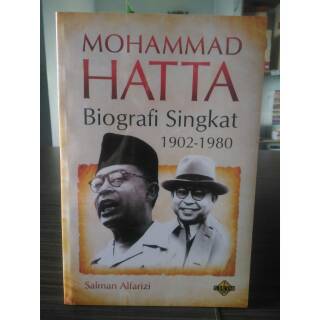 MOHAMMAD
HATTA
Biografi Singkat
1902-1980
Salman Alfarizi